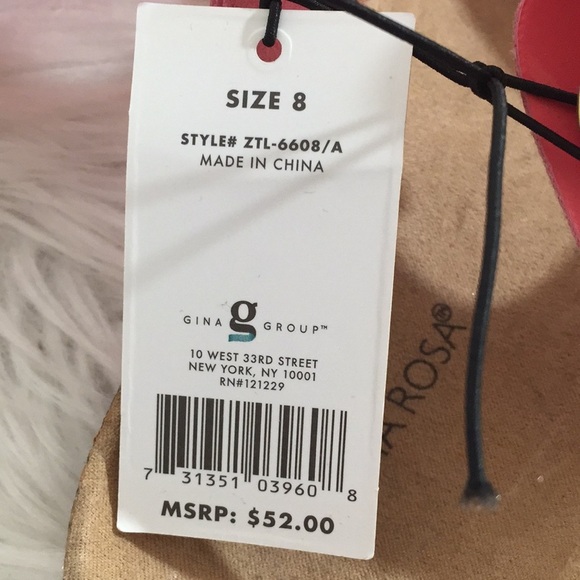 SIZE 8
STYLE# ZTL-6608/A
MADE IN CHINA
GINA g GROUP™
10 WEST 33RD STREET
NEW YORK, NY 10001
RN#121229
7 31351 03960 8
MSRP: $52.00
ROSA®